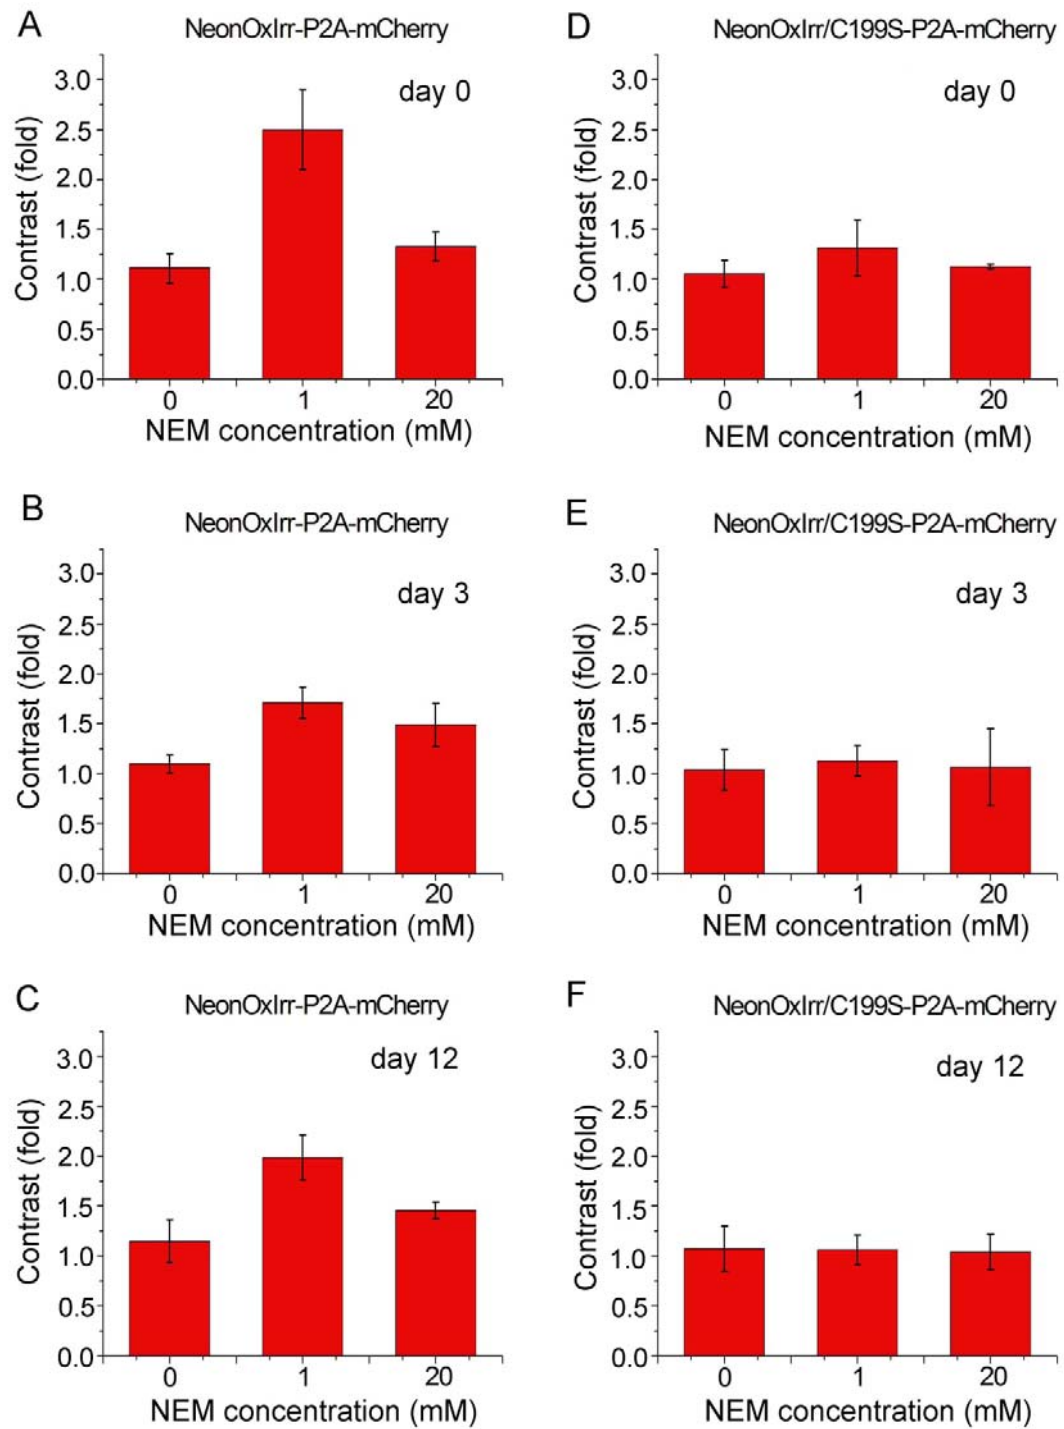 A
NeonOxIrr-P2A-mCherry
day 0
Contrast (fold)
3.0
2.5
2.0
1.5
1.0
0.5
0.0
0 1 20
NEM concentration (mM)
D
NeonOxIrr/C199S-P2A-mCherry
day 0
Contrast (fold)
3.0
2.5
2.0
1.5
1.0
0.5
0.0
0 1 20
NEM concentration (mM)
B
NeonOxIrr-P2A-mCherry
day 3
Contrast (fold)
3.0
2.5
2.0
1.5
1.0
0.5
0.0
0 1 20
NEM concentration (mM)
E
NeonOxIrr/C199S-P2A-mCherry
day 3
Contrast (fold)
3.0
2.5
2.0
1.5
1.0
0.5
0.0
0 1 20
NEM concentration (mM)
C
NeonOxIrr-P2A-mCherry
day 12
Contrast (fold)
3.0
2.5
2.0
1.5
1.0
0.5
0.0
0 1 20
NEM concentration (mM)
F
NeonOxIrr/C199S-P2A-mCherry
day 12
Contrast (fold)
3.0
2.5
2.0
1.5
1.0
0.5
0.0
0 1 20
NEM concentration (mM)